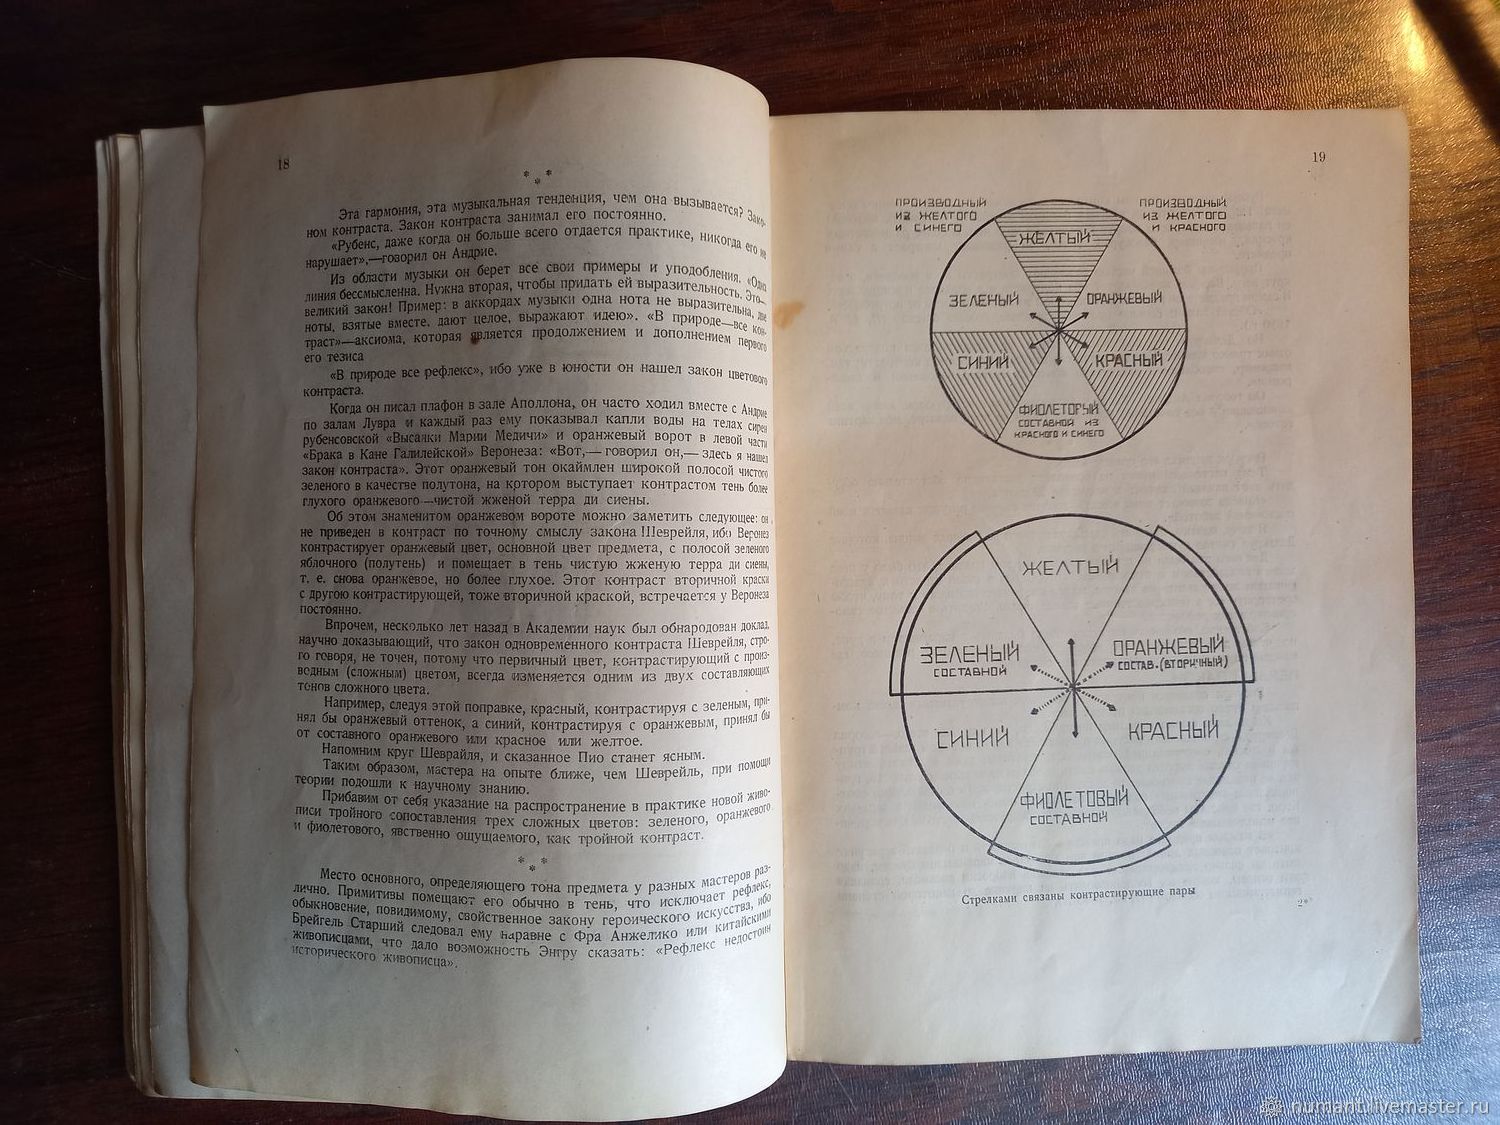 18
* * *
Эта гармония, эта музыкальная тенденция, чем она вызывается? Зако-
ном контраста. Закон контраста занимал его постоянно.
«Рубенс, даже когда он больше всего отдается практике, никогда его не
нарушает»,—говорил он Андрие.
Из области музыки он берет все свои примеры и уподобления. «Одна
линия бессмысленна. Нужна вторая, чтобы придать ей выразительность. Это—
великий закон! Пример: в аккордах музыки одна нота не выразительна, две
ноты, взятые вместе, дают целое, выражают идею». «В природе—все кон-
траст»—аксиома, которая является продолжением и дополнением первого
его тезиса
«В природе все рефлекс», ибо уже в юности он нашел закон цветового
контраста.
Когда он писал плафон в зале Аполлона, он часто ходил вместе с Андрие
по залам Лувра и каждый раз ему показывал капли воды на телах сирен
рубенсовской «Высадки Марии Медичи» и оранжевый ворот в левой части
«Брака в Кане Галилейской» Веронеза: «Вот,— говорил он,— здесь я нашел
закон контраста». Этот оранжевый тон окаймлен широкой полосой чистого
зеленого в качестве полутона, на котором выступает контрастом тень более
глухого оранжевого—чистой жженой терра ди сиены.
Об этом знаменитом оранжевом вороте можно заметить следующее: он
не приведен в контраст по точному смыслу закона Шеврейля, ибо Веронез
контрастирует оранжевый цвет, основной цвет предмета, с полосой зеленого
яблочного (полутень) и помещает в тень чистую жженую терра ди сиены,
т. е. снова оранжевое, но более глухое. Этот контраст вторичной краски
с другою контрастирующей, тоже вторичной краской, встречается у Веронеза
постоянно.
Впрочем, несколько лет назад в Академии наук был обнародован доклад,
научно доказывающий, что закон одновременного контраста Шеврейля, стро-
го говоря, не точен, потому что первичный цвет, контрастирующий с произ-
водным (сложным) цветом, всегда изменяется одним из двух составляющих
тонов сложного цвета.
Например, следуя этой поправке, красный, контрастируя с зеленым, при-
нял бы оранжевый оттенок, а синий, контрастируя с оранжевым, принял бы
от составного оранжевого или красное или желтое.
Напомним круг Шеврайля, и сказанное Пио станет ясным.
Таким образом, мастера на опыте ближе, чем Шеврейль, при помощи
теории подошли к научному знанию.
Прибавим от себя указание на распространение в практике новой живо-
писи тройного сопоставления трех сложных цветов: зеленого, оранжевого
и фиолетового, явственно ощущаемого, как тройной контраст.
* * *
Место основного, определяющего тона предмета у разных мастеров раз-
лично. Примитивы помещают его обычно в тень, что исключает рефлекс,
обыкновение, повидимому, свойственное закону героического искусства, ибо
Брейгель Старший следовал ему наравне с Фра Анжелико или китайскими
живописцами, что дало возможность Энгру сказать: «Рефлекс недостоин
исторического живописца».
19
ПРОИЗВОДНЫЙ
ИЗ ЖЕЛТОГО
И СИНЕГО
ПРОИЗВОДНЫЙ
ИЗ ЖЕЛТОГО
И КРАСНОГО
ЖЕЛТЫЙ
ЗЕЛЕНЫЙ
ОРАНЖЕВЫЙ
СИНИЙ
КРАСНЫЙ
ФИОЛЕТОРЫЙ
СОСТАВНОЙ ИЗ
КРАСНОГО И СИНЕГО
ЖЕЛТЫЙ
ЗЕЛЕНЫЙ
СОСТАВНОЙ
ОРАНЖЕВЫЙ
СОСТАВ.(ВТОРИЧНЫЙ)
СИНИЙ
КРАСНЫЙ
ФИОЛЕТОВЫЙ
СОСТАВНОЙ
Стрелками связаны контрастирующие пары
2*
numant.livemaster.ru